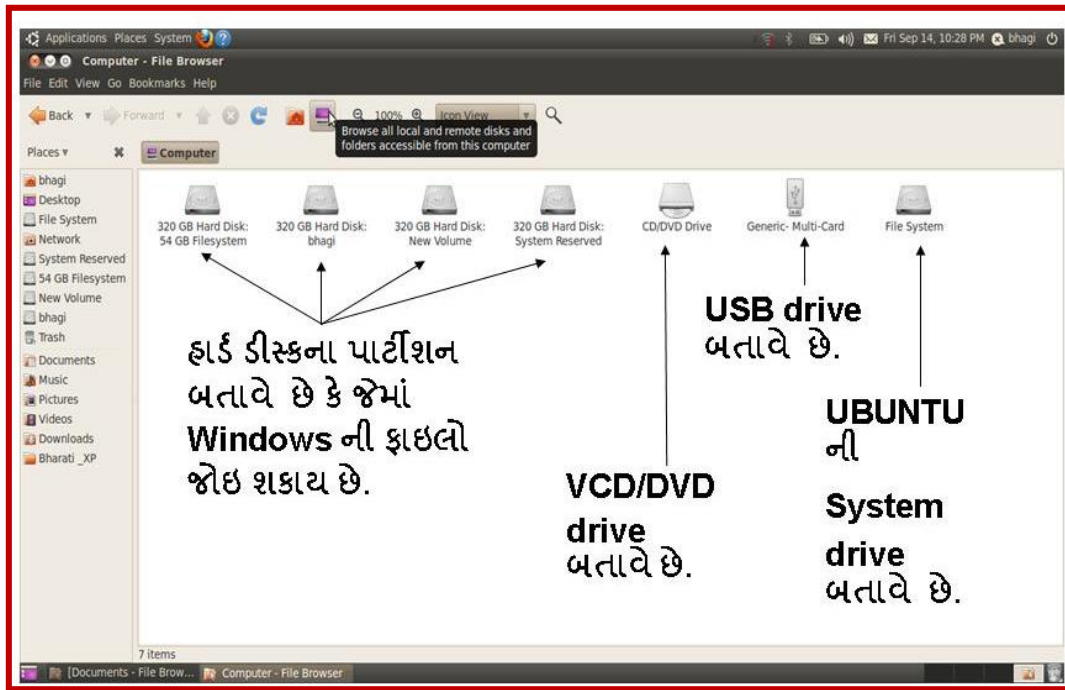 Applications Places System
Fri Sep 14, 10:28 PM bhagi
Computer - File Browser
File Edit View Go Bookmarks Help
Back Forward 100% Icon View
Browse all local and remote disks and
folders accessible from this computer
Places Computer
bhagi
Desktop
File System
Network
System Reserved
54 GB Filesystem
New Volume
bhagi
Trash
Documents
Music
Pictures
Videos
Downloads
Bharati _XP
320 GB Hard Disk:
54 GB Filesystem
320 GB Hard Disk:
bhagi
320 GB Hard Disk:
New Volume
320 GB Hard Disk:
System Reserved
CD/DVD Drive
Generic- Multi-Card
File System
હાર્ડ ડીસ્કના પાર્ટીશન
બતાવે છે કે જેમાં
Windows ની ફાઇલો
જોઇ શકાય છે.
VCD/DVD
drive
બતાવે છે.
USB drive
બતાવે છે.
UBUNTU
ની
System
drive
બતાવે છે.
7 items
[Documents - File Brow... Computer - File Browser